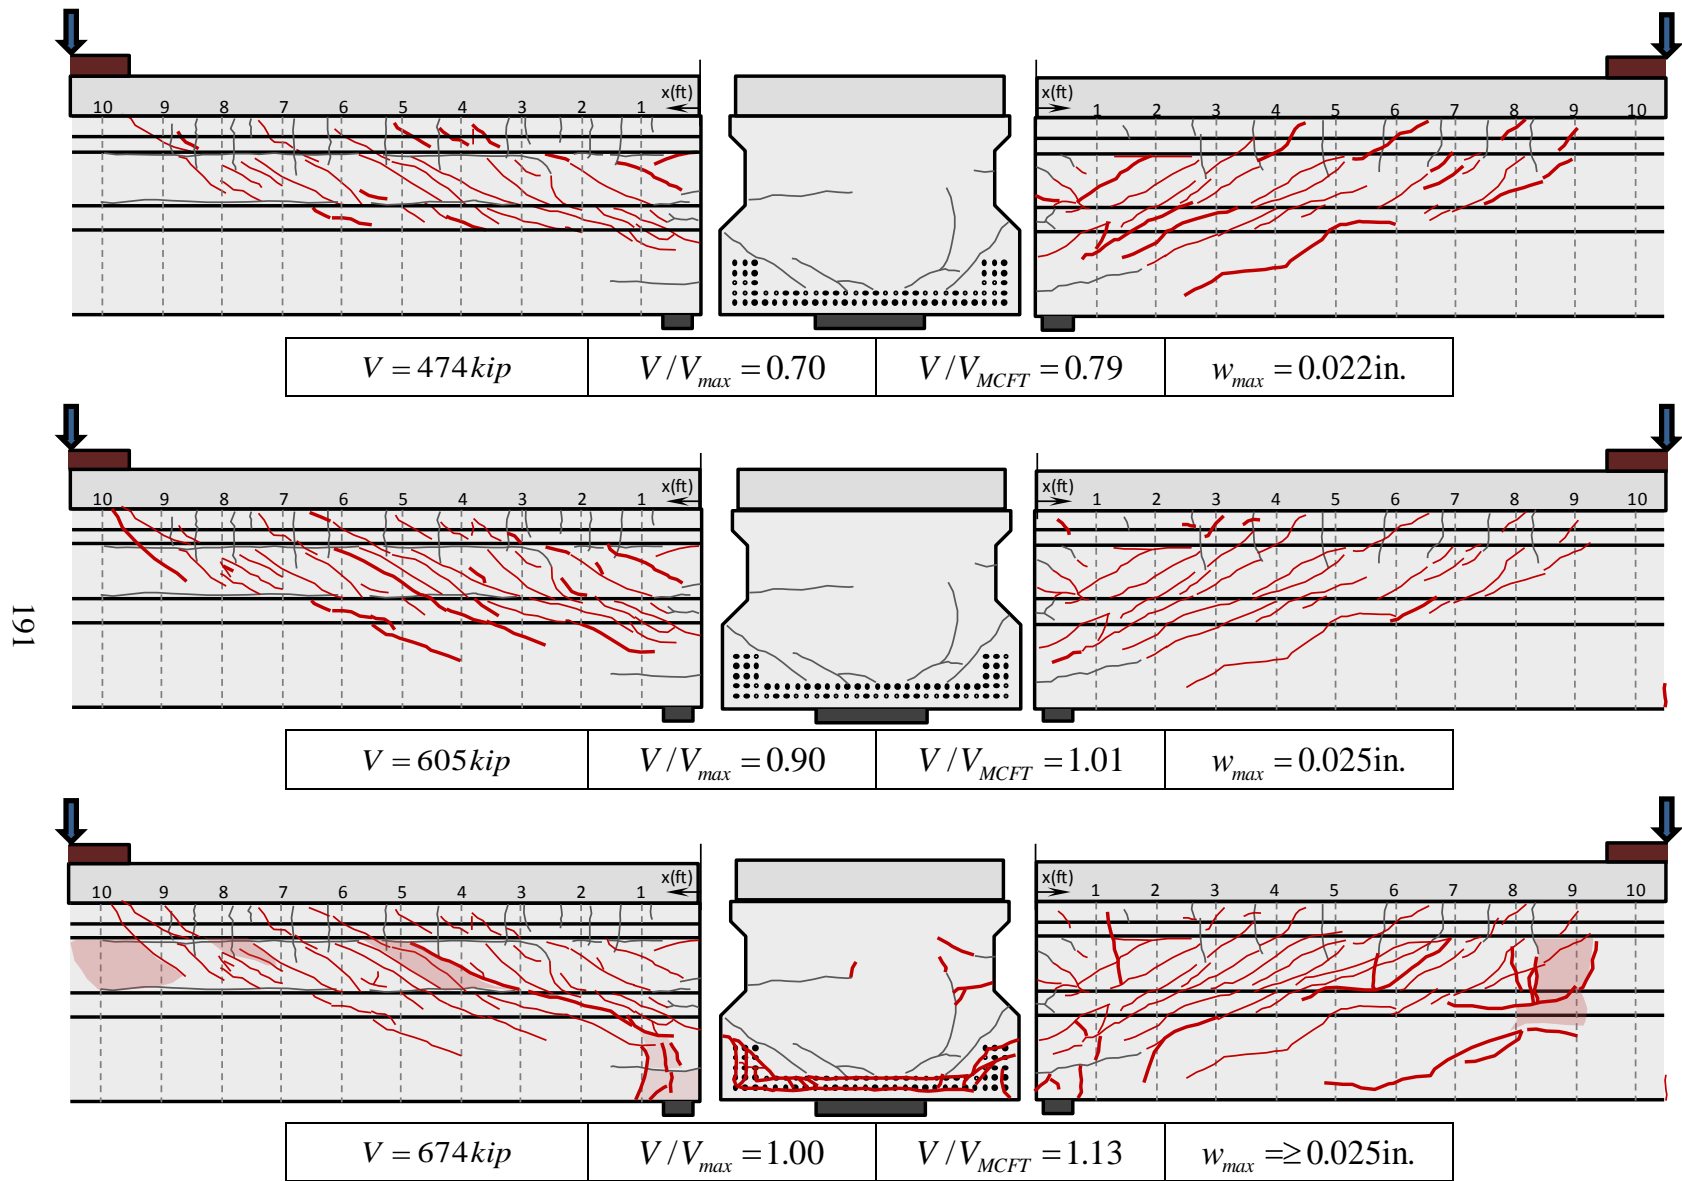 10 9 8 7 6 5 4 3 2 1 x(ft)
x(ft) 1 2 3 4 5 6 7 8 9 10
V = 474kip V/V_max = 0.70 V/V_MCFT = 0.79 w_max = 0.022in.
10 9 8 7 6 5 4 3 2 1 x(ft)
x(ft) 1 2 3 4 5 6 7 8 9 10
191
V = 605kip V/V_max = 0.90 V/V_MCFT = 1.01 w_max = 0.025in.
10 9 8 7 6 5 4 3 2 1 x(ft)
x(ft) 1 2 3 4 5 6 7 8 9 10
V = 674kip V/V_max = 1.00 V/V_MCFT = 1.13 w_max =≥ 0.025in.